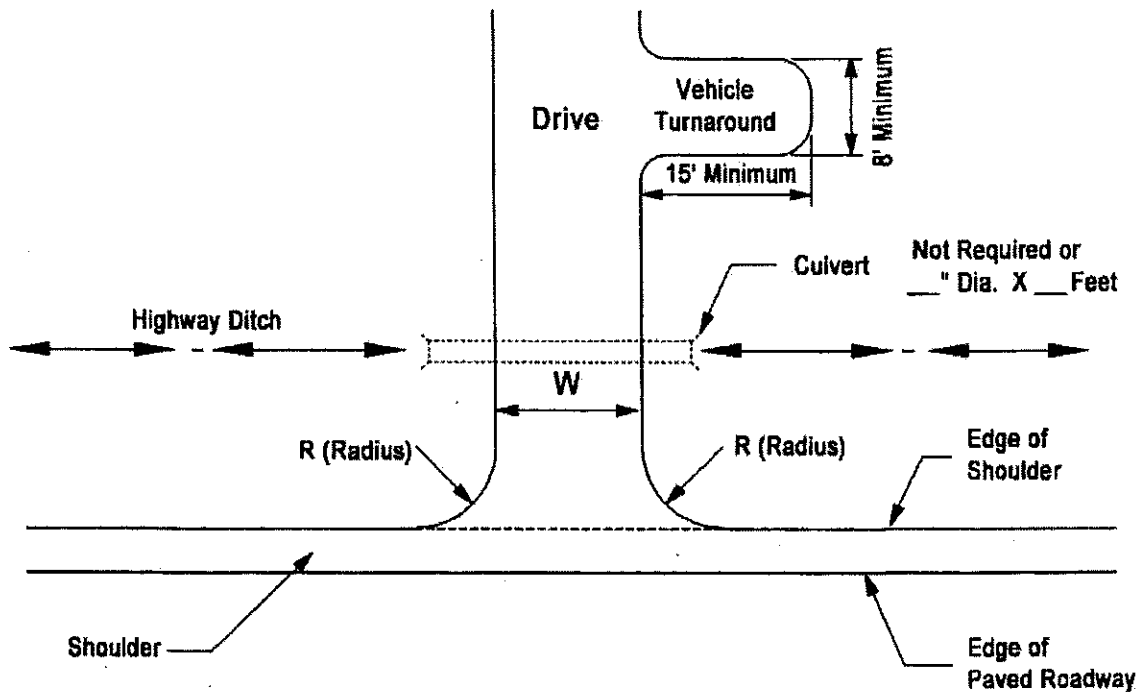 Drive
Vehicle
Turnaround
8' Minimum
15' Minimum
Culvert
Not Required or
__" Dia. X __ Feet
Highway Ditch
W
R (Radius)
R (Radius)
Edge of
Shoulder
Shoulder
Edge of
Paved Roadway